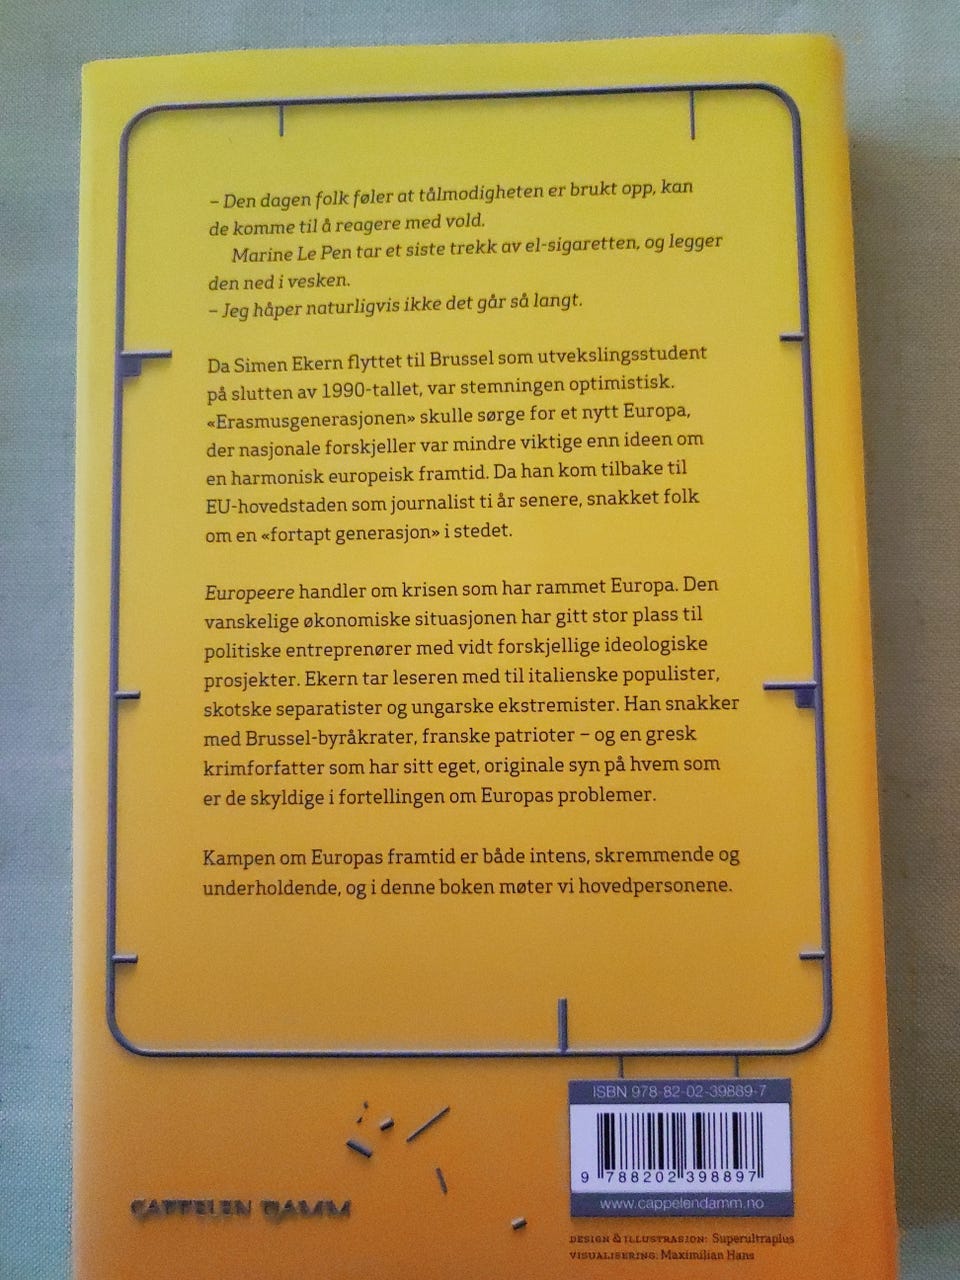 – Den dagen folk føler at tålmodigheten er brukt opp, kan
de komme til å reagere med vold.
Marine Le Pen tar et siste trekk av el-sigaretten, og legger
den ned i vesken.
– Jeg håper naturligvis ikke det går så langt.
Da Simen Ekern flyttet til Brussel som utvekslingsstudent
på slutten av 1990-tallet, var stemningen optimistisk.
«Erasmusgenerasjonen» skulle sørge for et nytt Europa,
der nasjonale forskjeller var mindre viktige enn ideen om
en harmonisk europeisk framtid. Da han kom tilbake til
EU-hovedstaden som journalist ti år senere, snakket folk
om en «fortapt generasjon» i stedet.
Europeere handler om krisen som har rammet Europa. Den
vanskelige økonomiske situasjonen har gitt stor plass til
politiske entreprenører med vidt forskjellige ideologiske
prosjekter. Ekern tar leseren med til italienske populister,
skotske separatister og ungarske ekstremister. Han snakker
med Brussel-byråkrater, franske patrioter – og en gresk
krimforfatter som har sitt eget, originale syn på hvem som
er de skyldige i fortellingen om Europas problemer.
Kampen om Europas framtid er både intens, skremmende og
underholdende, og i denne boken møter vi hovedpersonene.
ISBN 978-82-02-39889-7
9 788202 398897
www.cappelendamm.no
CAPPELEN DAMM
DESIGN & ILLUSTRASJON: Superultraplus
VISUALISERING: Maximilian Hans